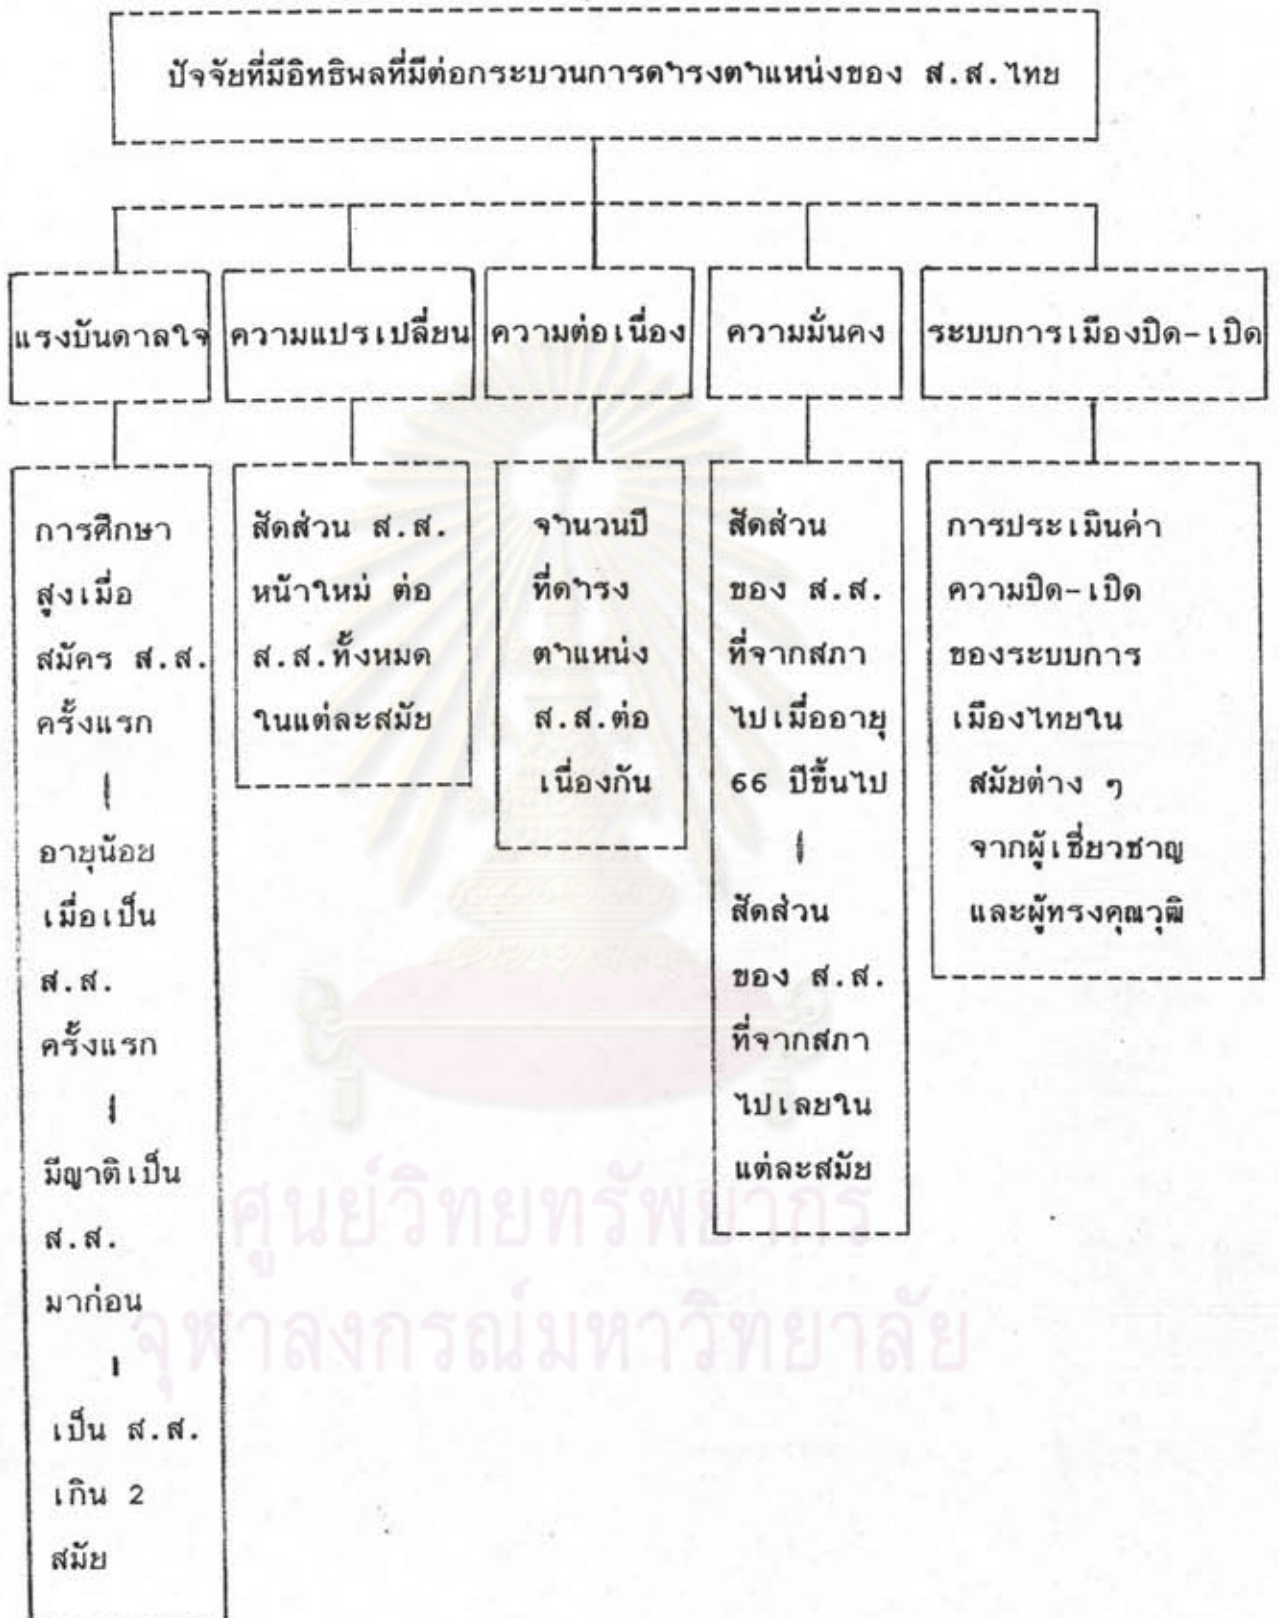 ปัจจัยที่มีอิทธิพลที่มีต่อกระบวนการดำรงตำแหน่งของ ส.ส.ไทย
แรงบันดาลใจ
ความแปรเปลี่ยน
ความต่อเนื่อง
ความมั่นคง
ระบบการเมืองปิด-เปิด
การศึกษา
สูงเมื่อ
สมัคร ส.ส.
ครั้งแรก
อายุน้อย
เมื่อเป็น
ส.ส.
ครั้งแรก
มีญาติเป็น
ส.ส.
มาก่อน
เป็น ส.ส.
เกิน 2
สมัย
สัดส่วน ส.ส.
หน้าใหม่ ต่อ
ส.ส.ทั้งหมด
ในแต่ละสมัย
จำนวนปี
ที่ดำรง
ตำแหน่ง
ส.ส.ต่อ
เนื่องกัน
สัดส่วน
ของ ส.ส.
ที่จากสภา
ไปเมื่ออายุ
66 ปีขึ้นไป
สัดส่วน
ของ ส.ส.
ที่จากสภา
ไปเลยใน
แต่ละสมัย
การประเมินค่า
ความปิด-เปิด
ของระบบการ
เมืองไทยใน
สมัยต่าง ๆ
จากผู้เชี่ยวชาญ
และผู้ทรงคุณวุฒิ
ศูนย์วิทยทรัพยากร
จุฬาลงกรณ์มหาวิทยาลัย